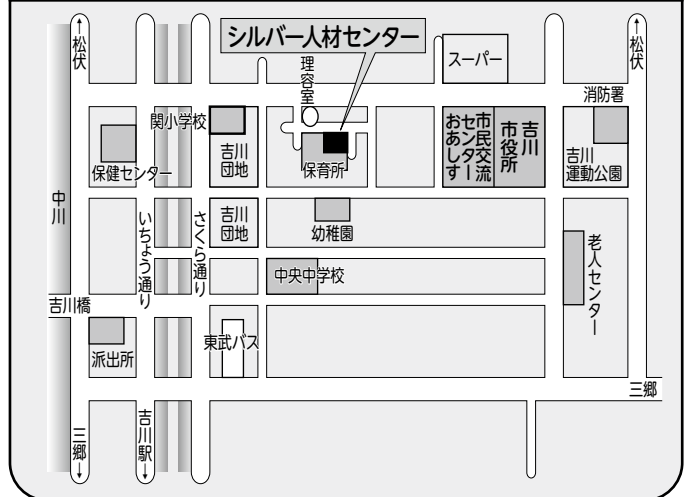 ↑松伏
↑松伏
シルバー人材センター
スーパー
理容室
消防署
関小学校
保健センター
吉川
団地
保育所
市民交流
センター
おあしす
吉川
市役所
吉川
運動公園
中川
いちょう通り
さくら通り
吉川
団地
幼稚園
老人センター
中央中学校
吉川橋
派出所
東武バス
三郷
三郷↓
吉川駅↓